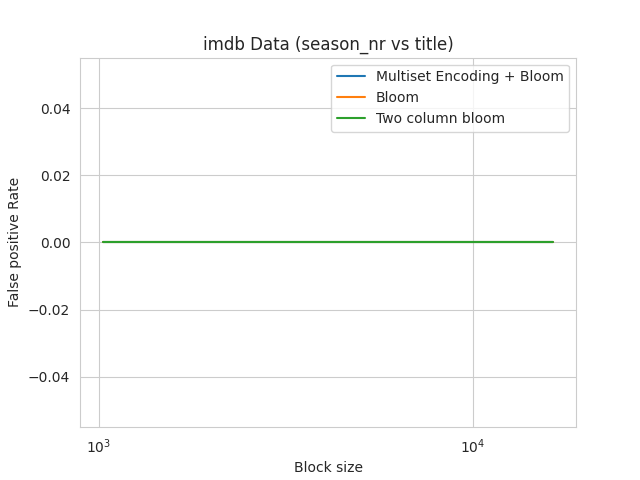 imdb Data (season_nr vs title)
Multiset Encoding + Bloom
Bloom
Two column bloom
0.04
0.02
0.00
−0.02
−0.04
False positive Rate
10³
10⁴
Block size